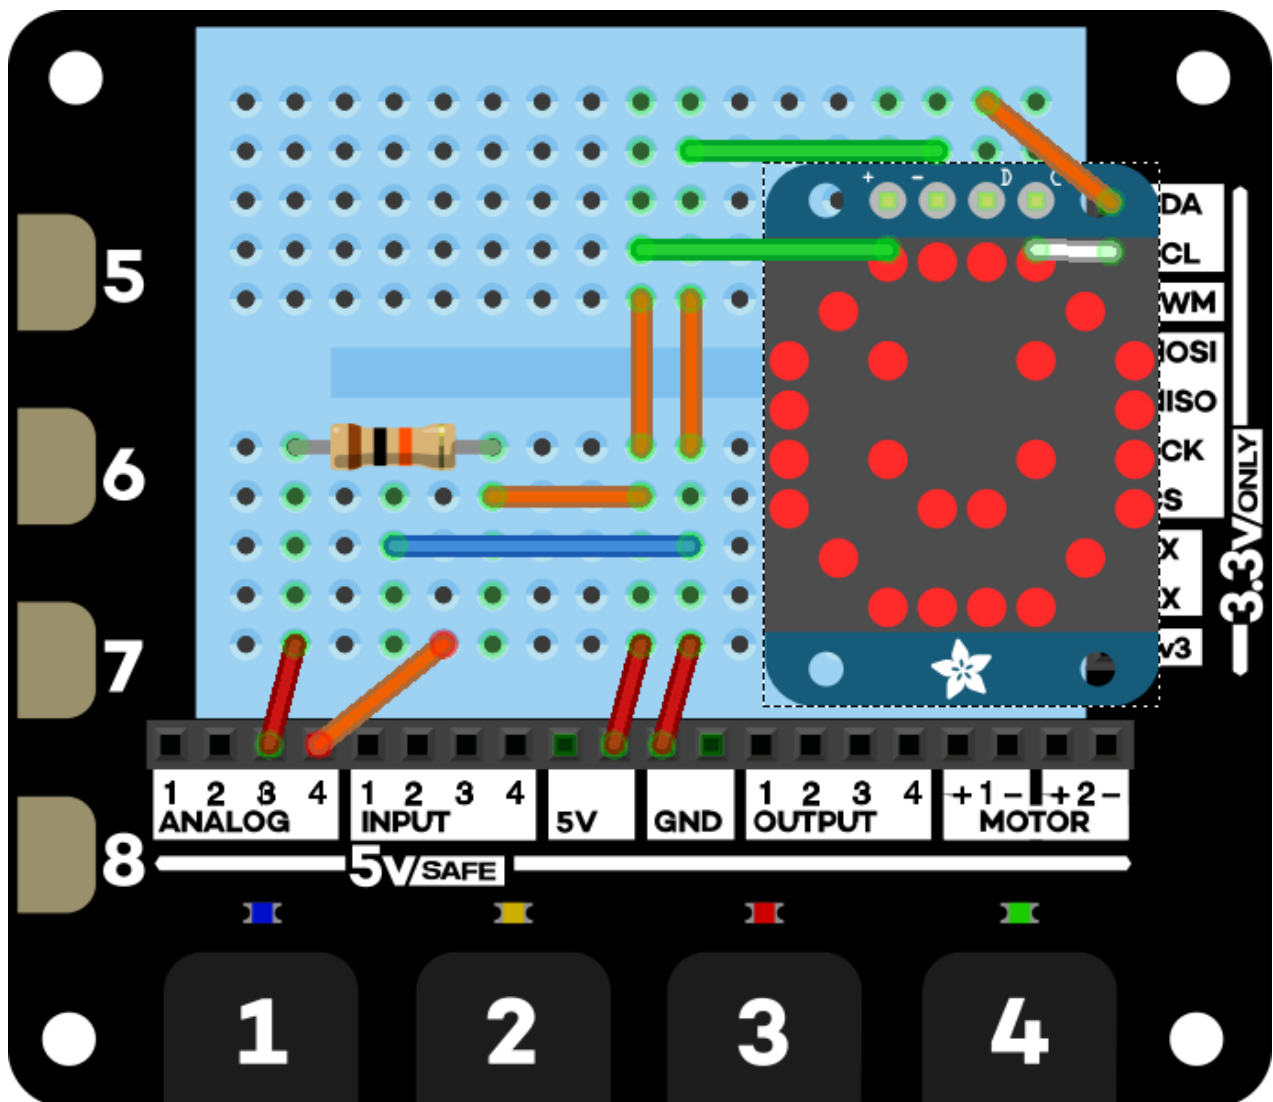 + - D C
DA
CL
WM
IOSI
IISO
CK
S
X
X
v3
3.3v/ONLY
5
6
7
8
1 2 3 4
ANALOG
1 2 3 4
INPUT
5V
GND
1 2 3 4
OUTPUT
+ 1 - + 2 -
MOTOR
5V/SAFE
1
2
3
4